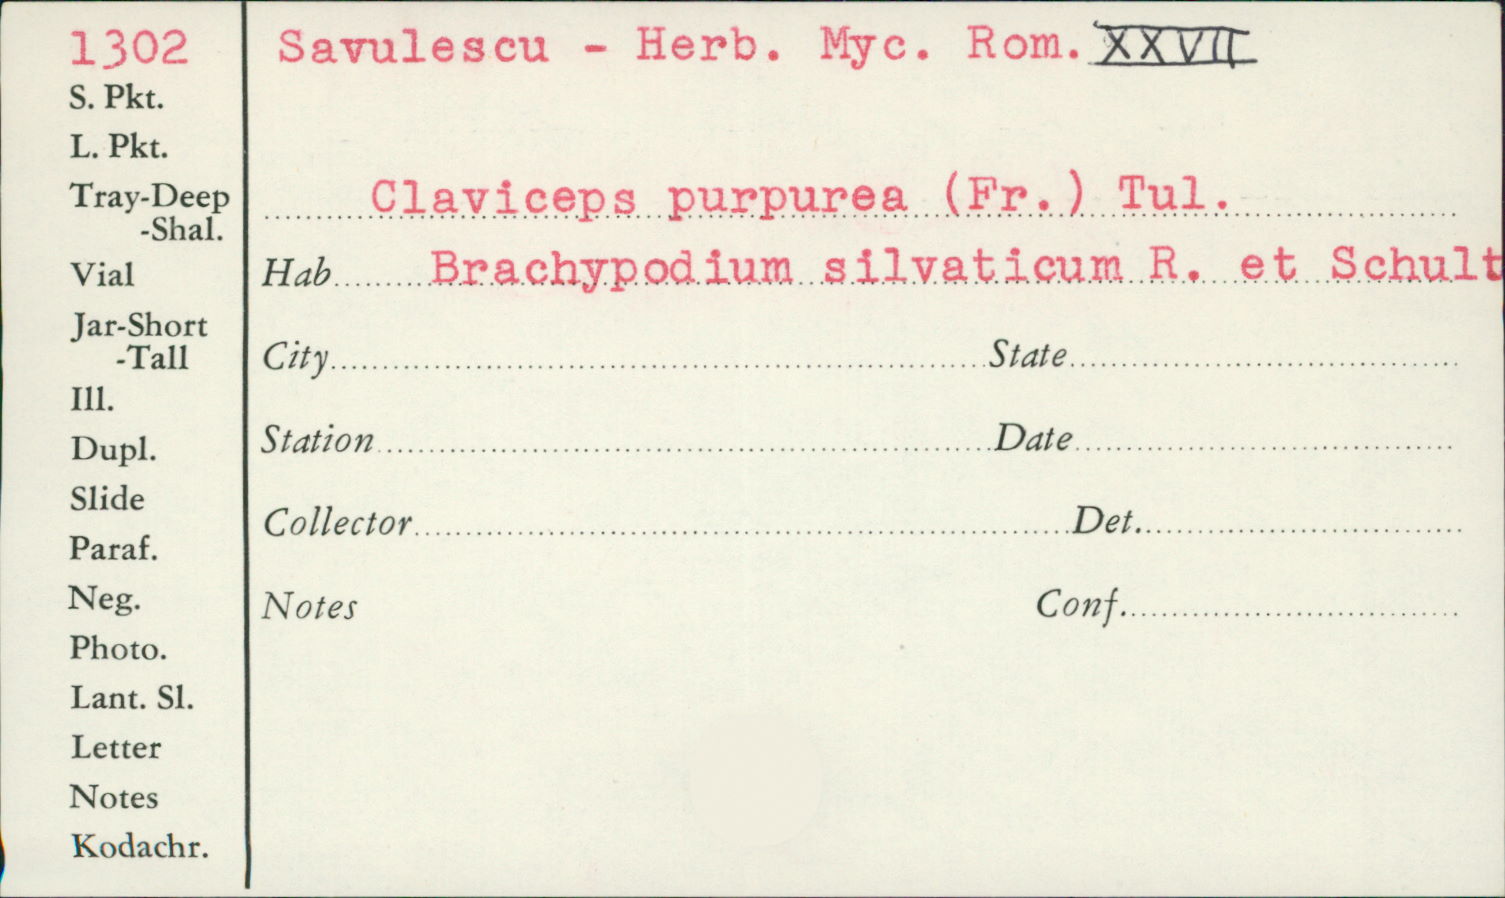 1302
Savulescu - Herb. Myc. Rom. XXVII
S. Pkt.
L. Pkt.
Tray-Deep
-Shal.
Vial
Jar-Short
-Tall
Ill.
Dupl.
Slide
Paraf.
Neg.
Photo.
Lant. Sl.
Letter
Notes
Kodachr.
Claviceps purpurea (Fr.) Tul.
Hab Brachypodium silvaticum R. et Schult
City State
Station Date
Collector Det.
Notes Conf.